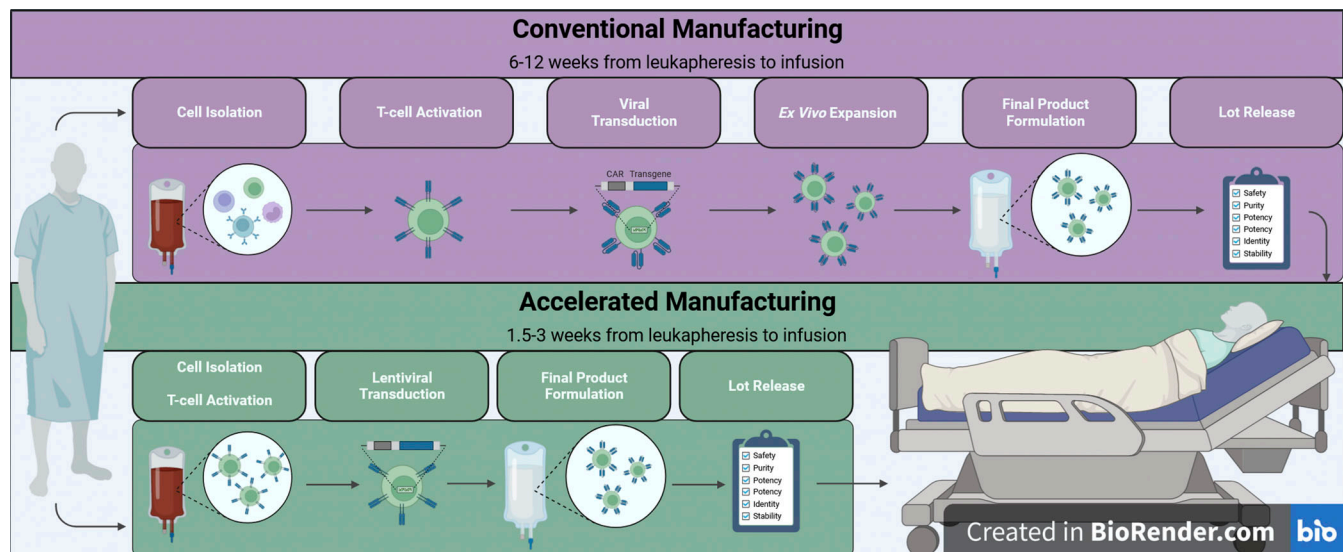 Conventional Manufacturing
6-12 weeks from leukapheresis to infusion
Cell Isolation
T-cell Activation
Viral
Transduction
Ex Vivo Expansion
Final Product
Formulation
Lot Release
CAR Transgene
Safety
Purity
Potency
Potency
Identity
Stability
Accelerated Manufacturing
1.5-3 weeks from leukapheresis to infusion
Cell Isolation
T-cell Activation
Lentiviral
Transduction
Final Product
Formulation
Lot Release
Safety
Purity
Potency
Potency
Identity
Stability
Created in BioRender.com bio